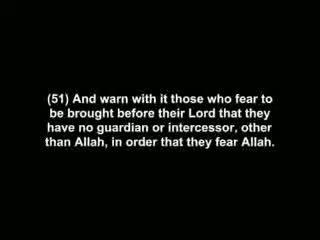 (51) And warn with it those who fear to
be brought before their Lord that they
have no guardian or intercessor, other
than Allah, in order that they fear Allah.